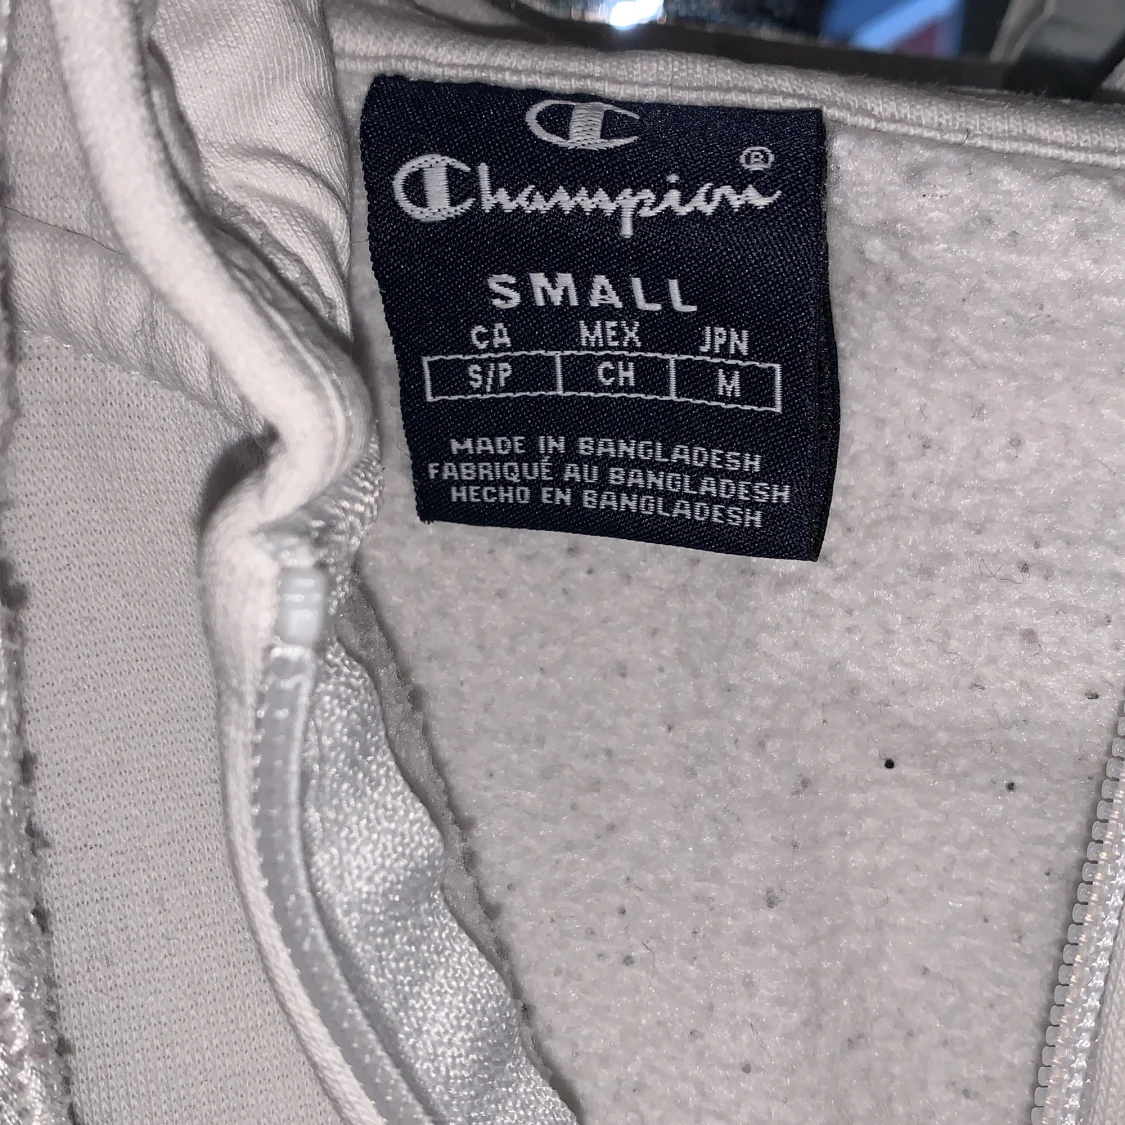 Champion®
SMALL
CA MEX JPN
S/P CH M
MADE IN BANGLADESH
FABRIQUÉ AU BANGLADESH
HECHO EN BANGLADESH